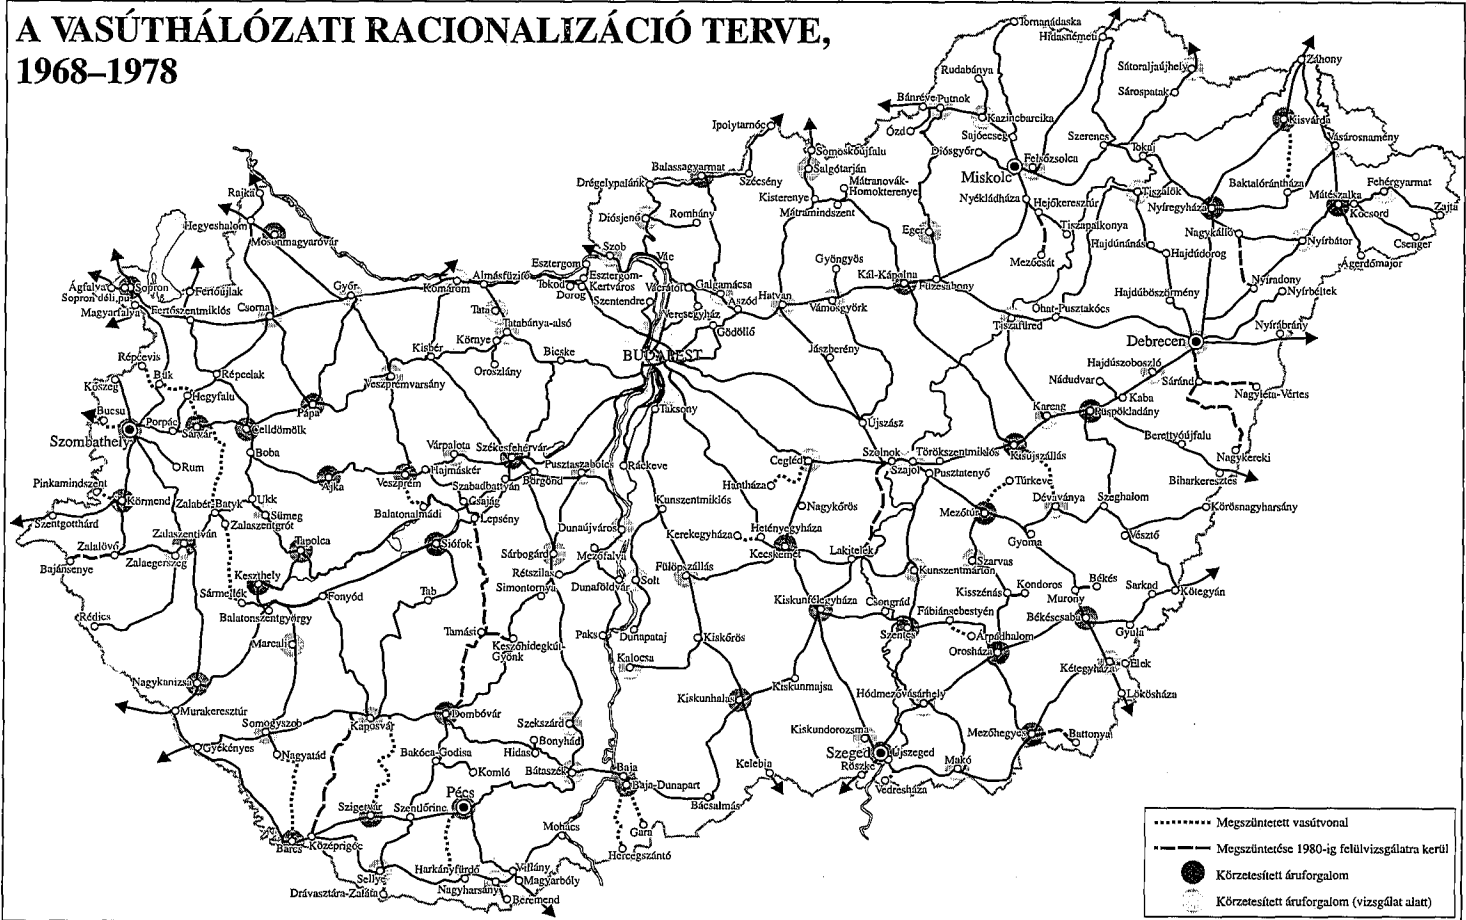 A VASÚTHÁLÓZATI RACIONALIZÁCIÓ TERVE,
1968–1978
Tornanádaska
Hidasnémeti
Sátoraljaújhely
Záhony
Rudabánya
Sárospatak
Bánréve
Putnok
Kazincbarcika
Kisvárda
Ózd
Sajóecseg
Ipolytarnóc
Szerencs
Vásárosnamény
Somoskőújfalu
Diósgyőr
Felsőzsolca
Tokaj
Balassagyarmat
Salgótarján
Miskolc
Drégelypalánk
Szécsény
Mátranovák-
Homokterenye
Baktalórántháza
Mátészalka
Fehérgyarmat
Rajka
Kisterenye
Nyékládháza
Hejőkeresztúr
Tiszalök
Nyíregyháza
Kocsord
Zajta
Diósjenő
Romhány
Mátramindszent
Hegyeshalom
Tiszapalkonya
Mosonmagyaróvár
Eger
Nagykálló
Nyírbátor
Csenger
Szob
Hajdúnánás
Hajdúdorog
Vác
Gyöngyös
Mezőcsát
Ágerdőmajor
Esztergom
Kál-Kápolna
Füzesabony
Esztergom-
Kertváros
Almásfüzitő
Tokod
Dorog
Nyíradony
Nyírbéltek
Ágfalva
Sopron
Sopron déli pu.
Fertőújlak
Győr
Komárom
Vácrátót
Galgamácsa
Hatvan
Vámosgyörk
Hajdúböszörmény
Magyarfalva
Fertőszentmiklós
Csorna
Szentendre
Aszód
Veresegyház
Ohat-Pusztakócs
Tata
Tatabánya-alsó
Gödöllő
Tiszafüred
Nyírábrány
Környe
Debrecen
Kisbér
Bicske
BUDAPEST
Jászberény
Répcevis
Oroszlány
Hajdúszoboszló
Bük
Répcelak
Veszprémvarsány
Nádudvar
Sáránd
Kőszeg
Hegyfalu
Kaba
Nagyléta-Vértes
Bucsu
Pápa
Taksony
Karcag
Püspökladány
Porpác
Sárvár
Celldömölk
Újszász
Szombathely
Berettyóújfalu
Boba
Várpalota
Székesfehérvár
Törökszentmiklós
Kisújszállás
Nagykereki
Rum
Hajmáskér
Pusztaszabolcs
Ráckeve
Cegléd
Szolnok
Szajol
Pusztatenyő
Pinkamindszent
Ajka
Veszprém
Szabadbattyán
Börgönd
Hantháza
Túrkeve
Biharkeresztes
Körmend
Zalabér-Batyk
Ukk
Csajág
Kunszentmiklós
Nagykőrös
Dévaványa
Szeghalom
Körösnagyharsány
Szentgotthárd
Sümeg
Balatonalmádi
Lepsény
Mezőtúr
Zalaszentgrót
Dunaújváros
Hetényegyháza
Kerekegyháza
Gyoma
Vésztő
Zalalövő
Zalaszentiván
Tapolca
Siófok
Kecskemét
Lakitelek
Sárbogárd
Mezőfalva
Bajánsenye
Zalaegerszeg
Rétszilas
Fülöpszállás
Szarvas
Kunszentmárton
Keszthely
Simontornya
Dunaföldvár
Solt
Kondoros
Békés
Sarkad
Sármellék
Fonyód
Tab
Kisszénás
Murony
Kötegyán
Kiskunfélegyháza
Csongrád
Fábiánsebestyén
Rédics
Balatonszentgyörgy
Békéscsaba
Tamási
Paks
Dunapataj
Kiskőrös
Szentes
Árpádhalom
Gyula
Marcali
Keszőhidegkút-
Gyönk
Orosháza
Kalocsa
Kétegyháza
Elek
Nagykanizsa
Kiskunmajsa
Kiskunhalas
Hódmezővásárhely
Lőkösháza
Murakeresztúr
Dombóvár
Somogyszob
Kaposvár
Szekszárd
Kiskundorozsma
Mezőhegyes
Battonya
Gyékényes
Bonyhád
Nagyatád
Bakóca-Godisa
Hidas
Szeged
Újszeged
Kelebia
Röszke
Makó
Komló
Bátaszék
Baja
Baja-Dunapart
Vedresháza
Pécs
Bácsalmás
Szigetvár
Szentlőrinc
Mohács
Gara
Barcs
Középrigóc
Hercegszántó
Harkányfürdő
Villány
Sellye
Magyarbóly
Nagyharsány
Drávasztára-Zaláta
Beremend
Megszüntetett vasútvonal
Megszüntetése 1980-ig felülvizsgálatra kerül
Körzetesített áruforgalom
Körzetesített áruforgalom (vizsgálat alatt)